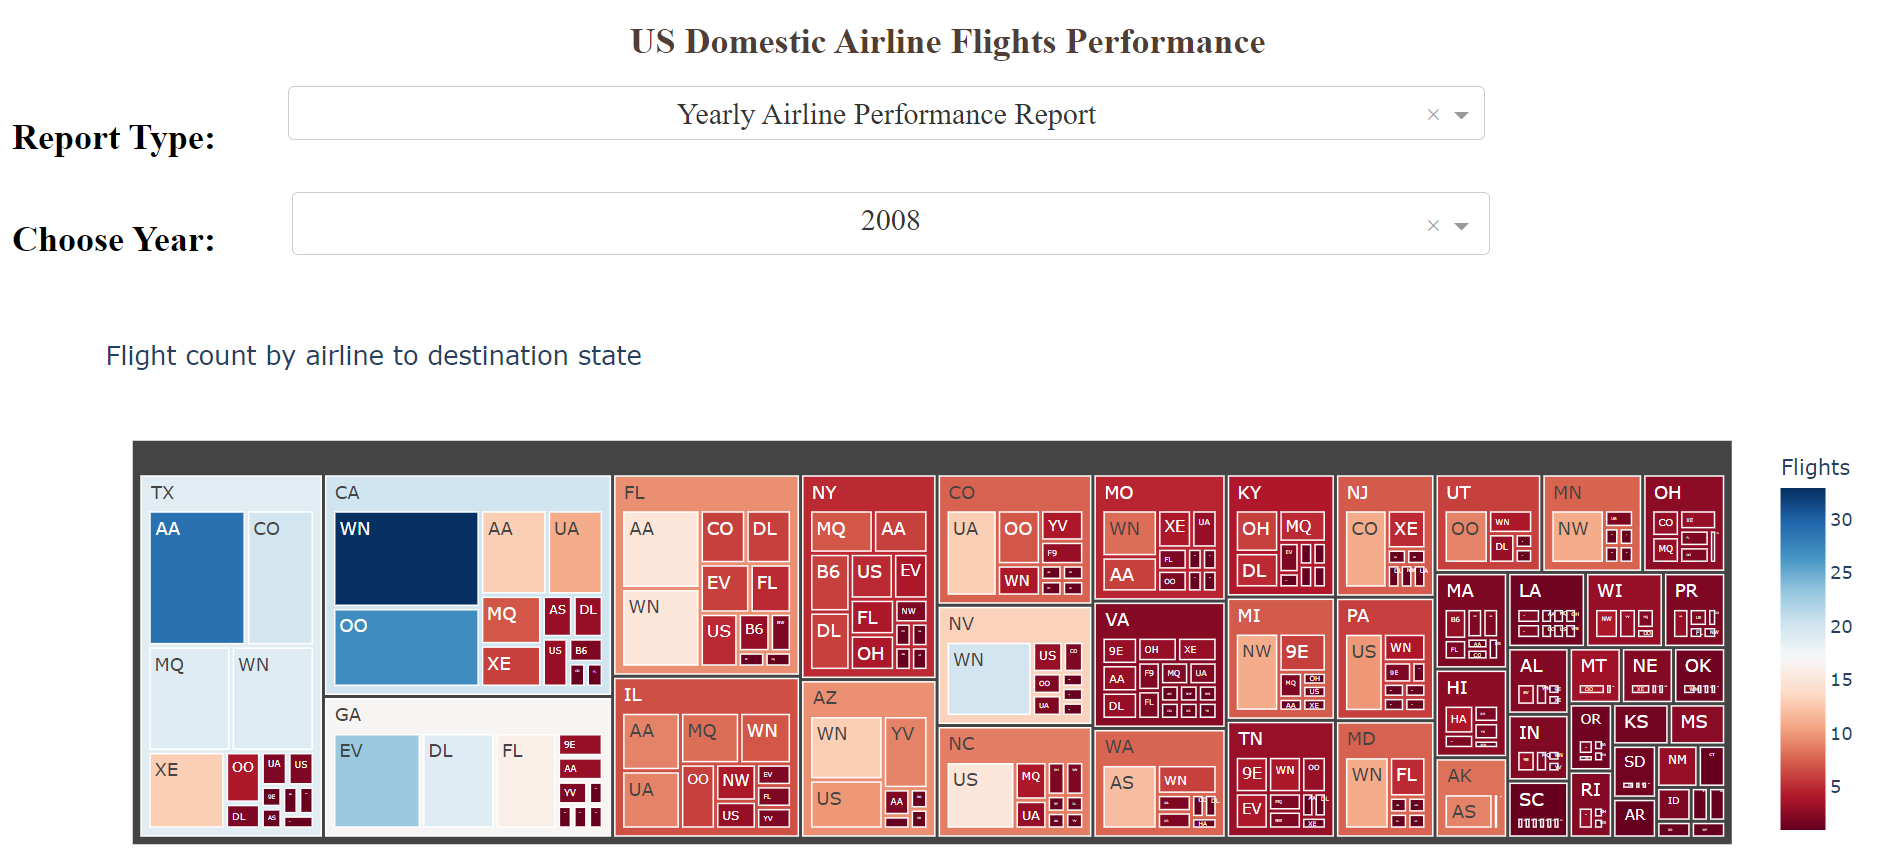 US Domestic Airline Flights Performance
Report Type:
Yearly Airline Performance Report
Choose Year:
2008
Flight count by airline to destination state
Flights
30
25
20
15
10
5
TX
AA
CO
MQ
WN
XE
OO
UA
US
9E
DL
AS
CA
WN
AA
UA
OO
MQ
AS
DL
XE
US
B6
GA
EV
DL
FL
9E
AA
YV
FL
AA
CO
DL
WN
EV
FL
US
B6
IL
AA
MQ
WN
UA
OO
NW
EV
FL
US
YV
NY
MQ
AA
B6
US
EV
DL
FL
NW
OH
AZ
WN
YV
US
AA
CO
UA
OO
YV
F9
WN
NV
WN
US
CO
OO
UA
NC
US
MQ
UA
MO
WN
XE
UA
FL
AA
OO
VA
9E
OH
XE
AA
F9
MQ
UA
DL
FL
WA
AS
WN
HA
KY
OH
MQ
EV
DL
MI
NW
9E
MQ
OH
US
AA
XE
TN
9E
WN
OO
EV
MQ
XE
NJ
CO
XE
PA
US
WN
9E
MD
WN
FL
UT
OO
WN
DL
MN
NW
OH
CO
XE
MQ
MA
B6
FL
AA
CO
LA
WI
NW
PR
HI
HA
AK
AS
AL
MT
OO
NE
XE
OK
IN
OR
KS
MS
SC
RI
SD
NM
AR
ID